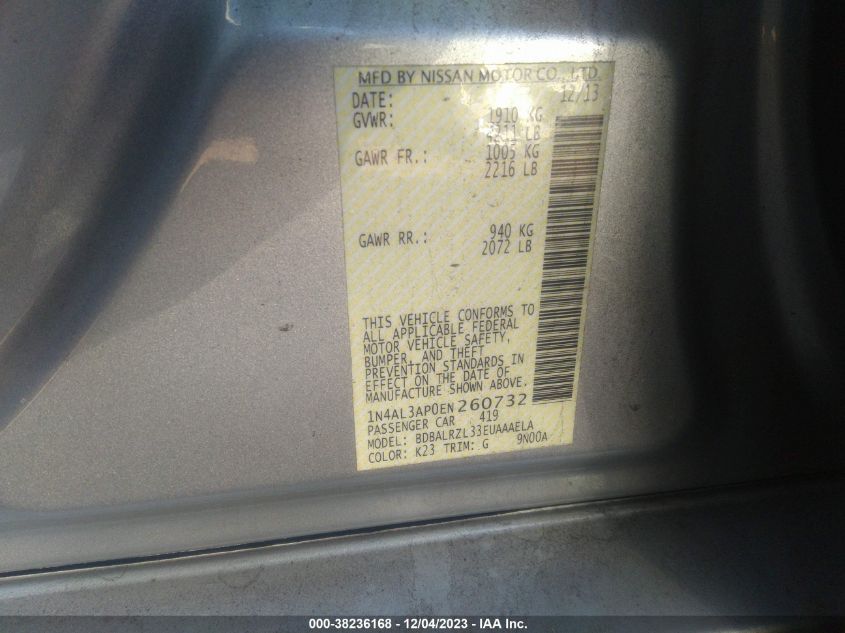 MFD BY NISSAN MOTOR CO., LTD.
DATE: 12/13
GVWR: 1910 KG
4211 LB
GAWR FR.: 1005 KG
2216 LB
GAWR RR.: 940 KG
2072 LB
THIS VEHICLE CONFORMS TO
ALL APPLICABLE FEDERAL
MOTOR VEHICLE SAFETY,
BUMPER, AND THEFT
PREVENTION STANDARDS IN
EFFECT ON THE DATE OF
MANUFACTURE SHOWN ABOVE.
1N4AL3AP0EN260732
PASSENGER CAR 419
MODEL: BDBALRZL33EUAAAELA
COLOR: K23 TRIM: G 9N00A
000-38236168 - 12/04/2023 - IAA Inc.